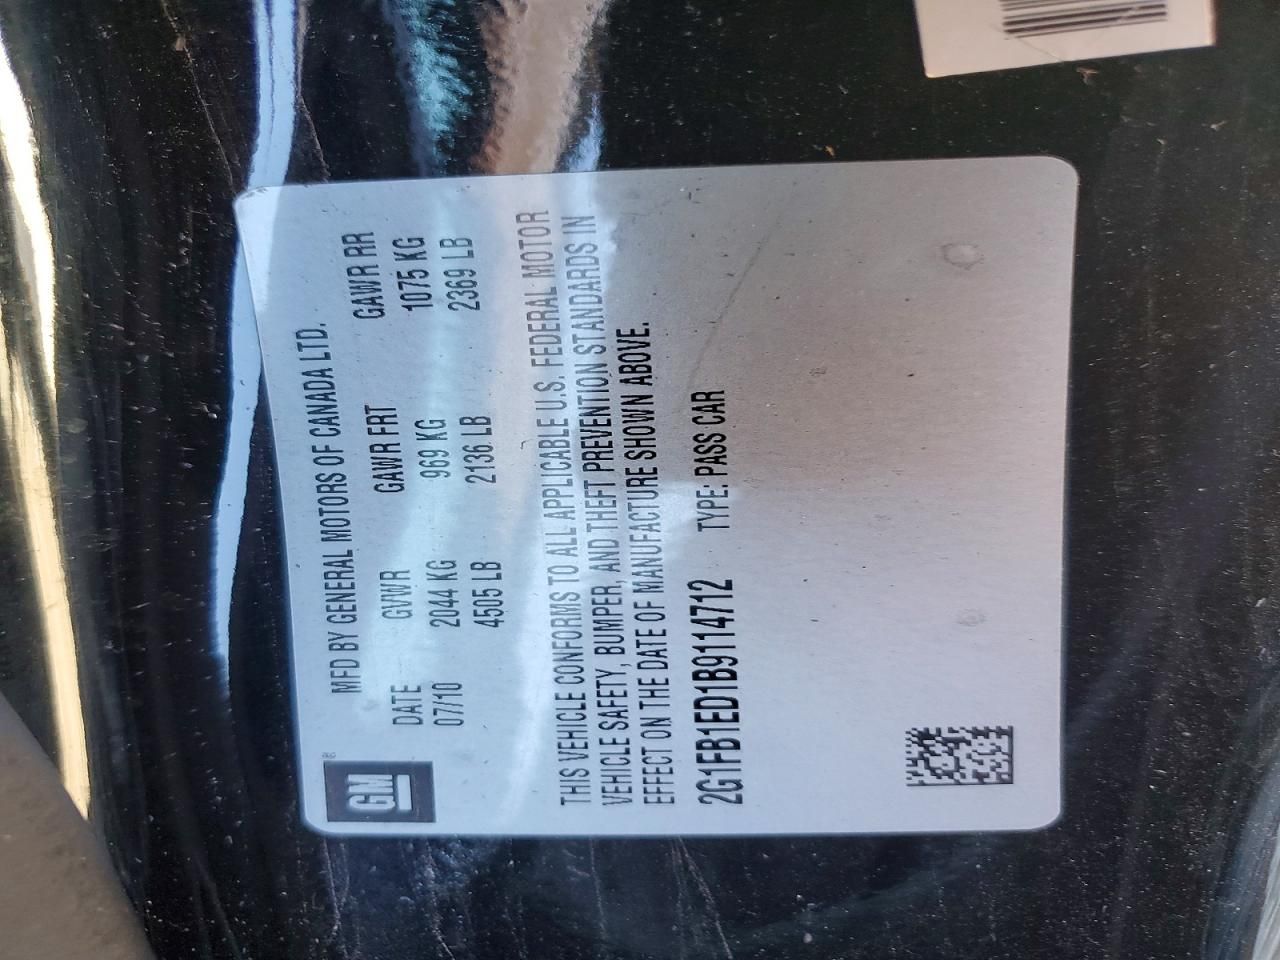 GM ®
MFD BY GENERAL MOTORS OF CANADA LTD.
DATE GVWR GAWR FRT GAWR RR
07/10 2044 KG 969 KG 1075 KG
4505 LB 2136 LB 2369 LB
THIS VEHICLE CONFORMS TO ALL APPLICABLE U.S. FEDERAL MOTOR
VEHICLE SAFETY, BUMPER, AND THEFT PREVENTION STANDARDS IN
EFFECT ON THE DATE OF MANUFACTURE SHOWN ABOVE.
2G1FB1ED1B9114712 TYPE: PASS CAR